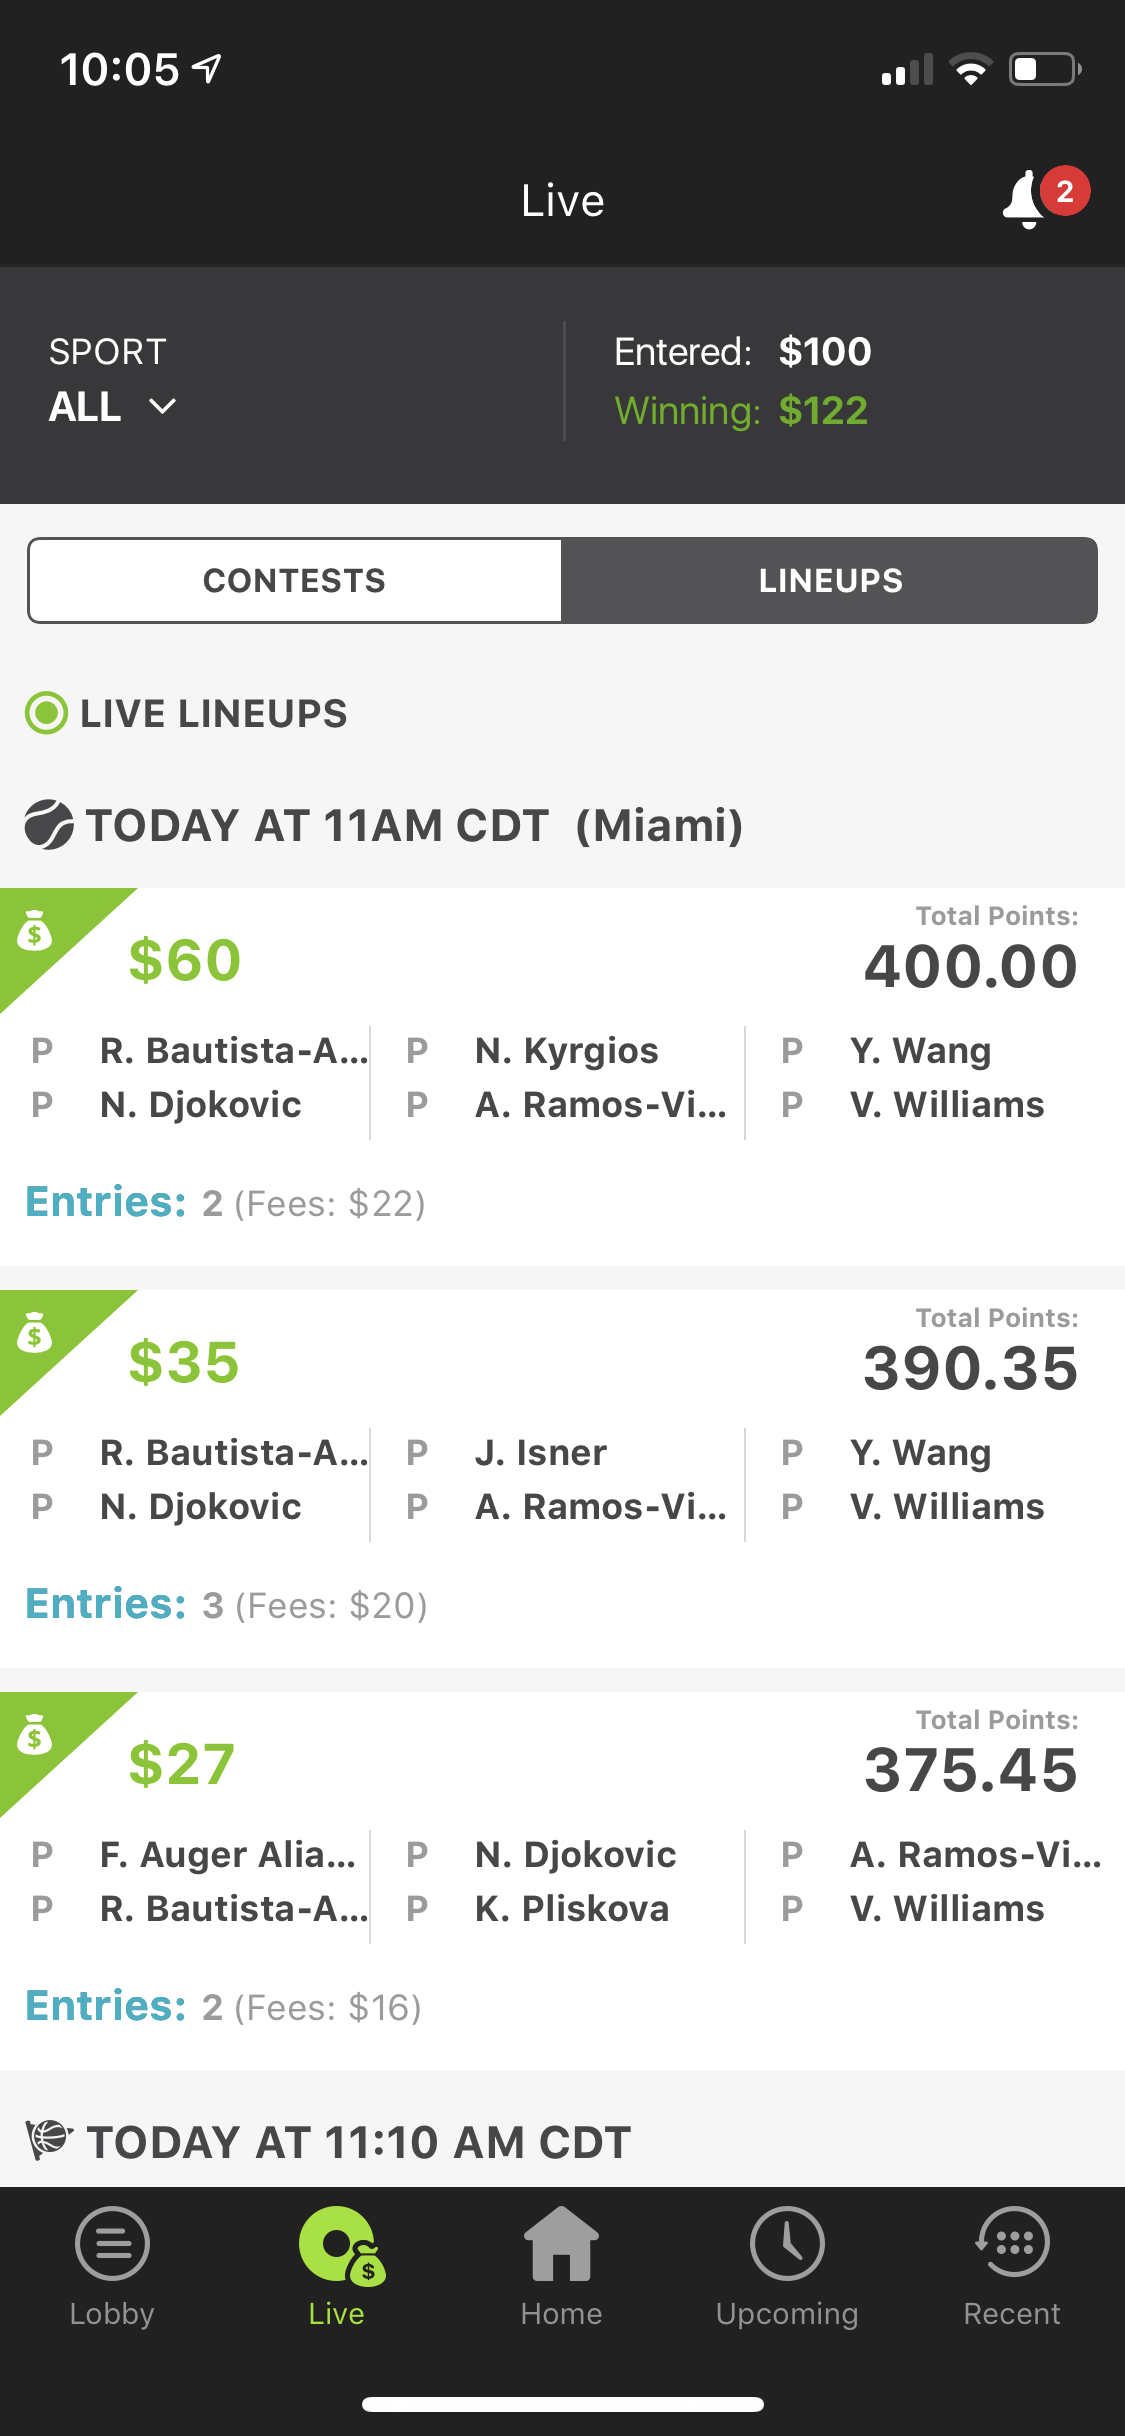 10:05
Live
2
SPORT
ALL
Entered: $100
Winning: $122
CONTESTS LINEUPS
LIVE LINEUPS
TODAY AT 11AM CDT (Miami)
$60
Total Points:
400.00
P R. Bautista-A... P N. Kyrgios P Y. Wang
P N. Djokovic P A. Ramos-Vi... P V. Williams
Entries: 2 (Fees: $22)
$35
Total Points:
390.35
P R. Bautista-A... P J. Isner P Y. Wang
P N. Djokovic P A. Ramos-Vi... P V. Williams
Entries: 3 (Fees: $20)
$27
Total Points:
375.45
P F. Auger Alia... P N. Djokovic P A. Ramos-Vi...
P R. Bautista-A... P K. Pliskova P V. Williams
Entries: 2 (Fees: $16)
TODAY AT 11:10 AM CDT
Lobby Live Home Upcoming Recent